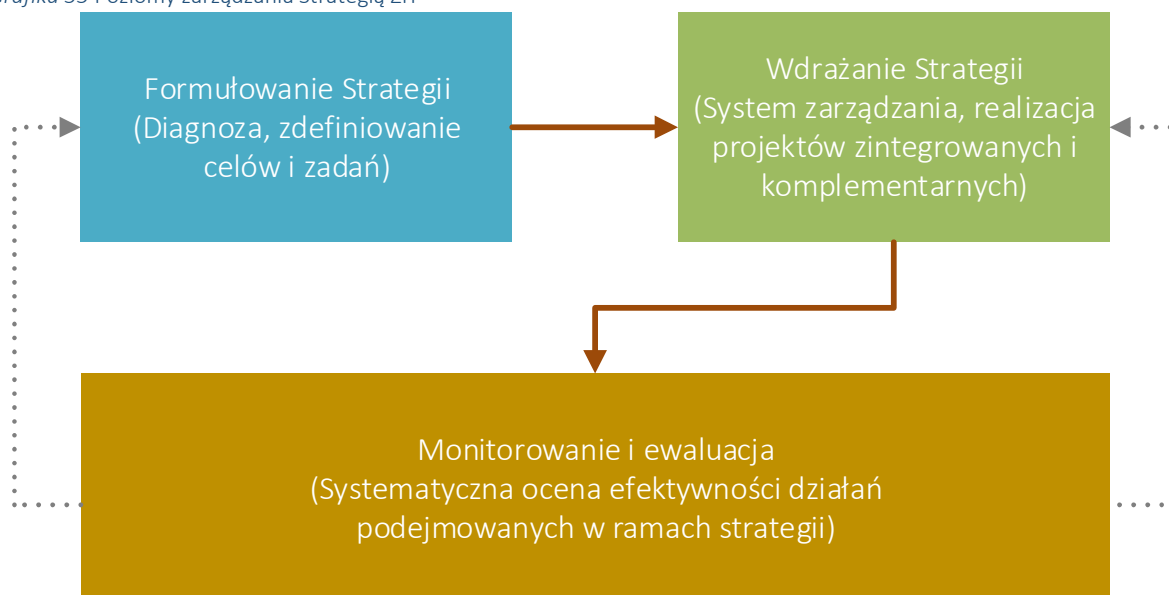 Formułowanie Strategii
(Diagnoza, zdefiniowanie
celów i zadań)
Wdrażanie Strategii
(System zarządzania, realizacja
projektów zintegrowanych i
komplementarnych)
Monitorowanie i ewaluacja
(Systematyczna ocena efektywności działań
podejmowanych w ramach strategii)